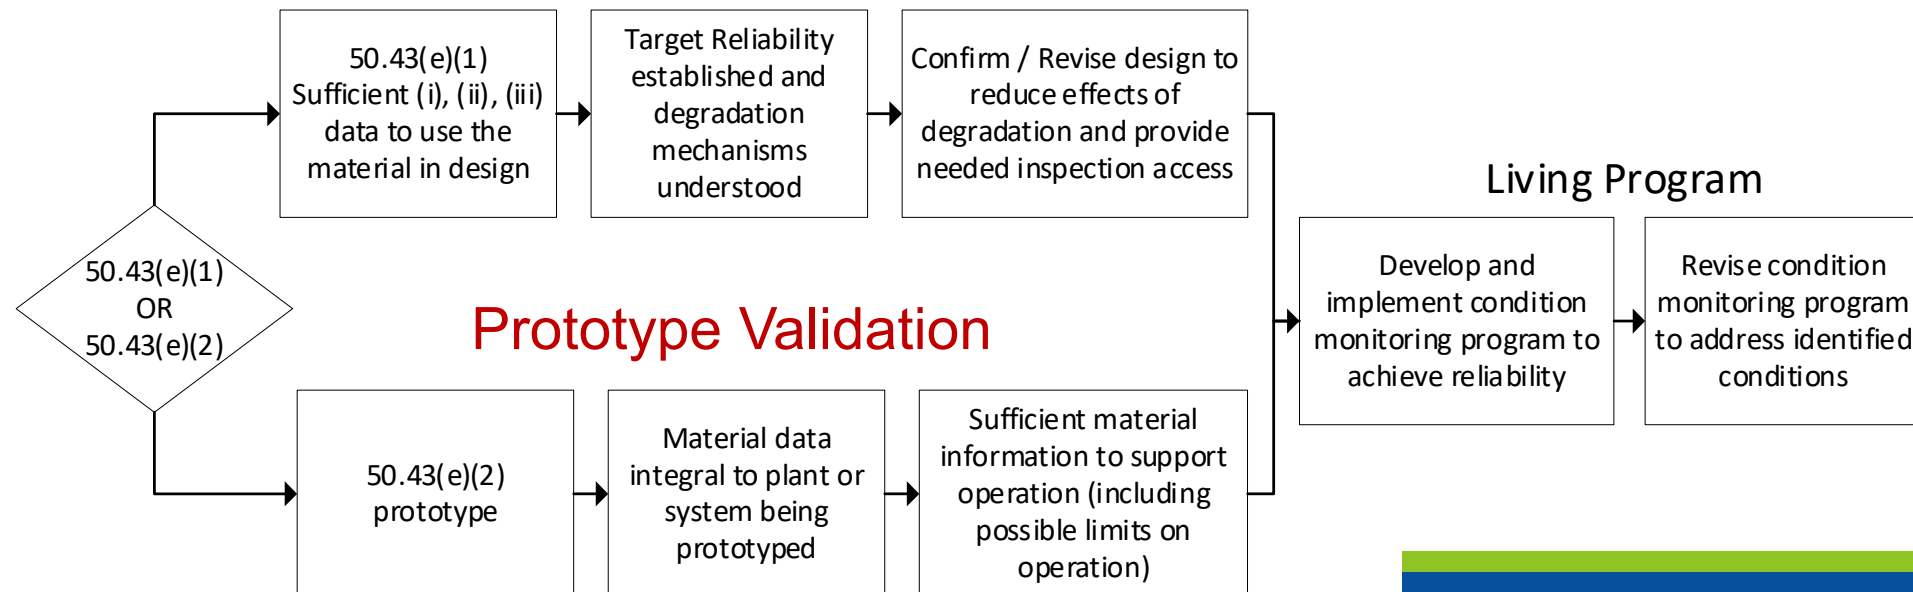 50.43(e)(1)
OR
50.43(e)(2)
50.43(e)(1)
Sufficient (i), (ii), (iii)
data to use the
material in design
Target Reliability
established and
degradation
mechanisms
understood
Confirm / Revise design to
reduce effects of
degradation and provide
needed inspection access
Prototype Validation
50.43(e)(2)
prototype
Material data
integral to plant or
system being
prototyped
Sufficient material
information to support
operation (including
possible limits on
operation)
Living Program
Develop and
implement condition
monitoring program to
achieve reliability
Revise condition
monitoring program
to address identified
conditions